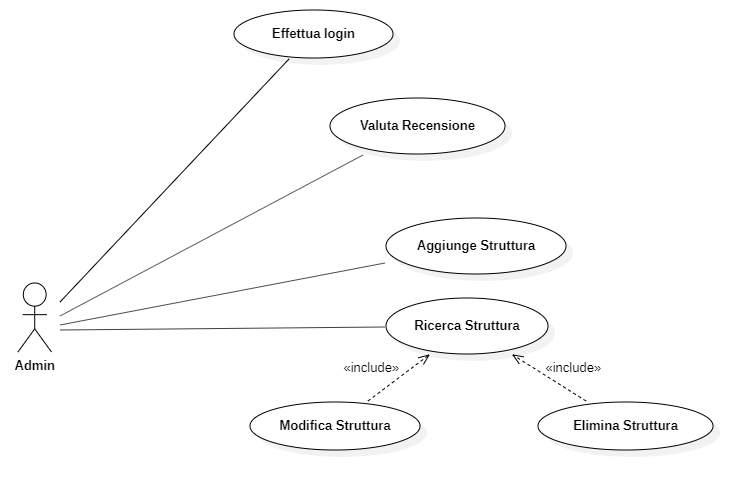 Effettua login
Valuta Recensione
Aggiunge Struttura
Ricerca Struttura
Admin
«include»
«include»
Modifica Struttura
Elimina Struttura